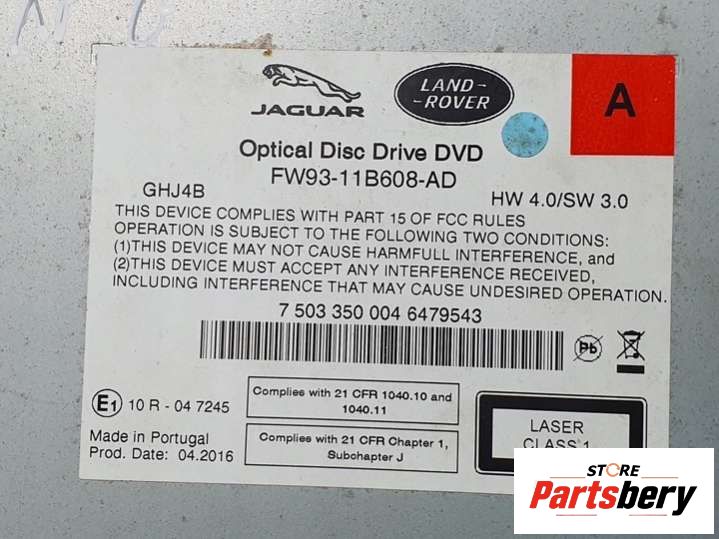 JAGUAR
LAND-
-ROVER
A
Optical Disc Drive DVD
FW93-11B608-AD
GHJ4B
HW 4.0/SW 3.0
THIS DEVICE COMPLIES WITH PART 15 OF FCC RULES
OPERATION IS SUBJECT TO THE FOLLOWING TWO CONDITIONS:
(1)THIS DEVICE MAY NOT CAUSE HARMFULL INTERFERENCE, and
(2)THIS DEVICE MUST ACCEPT ANY INTERFERENCE RECEIVED,
INCLUDING INTERFERENCE THAT MAY CAUSE UNDESIRED OPERATION.
7 503 350 004 6479543
Pb
E1 10 R - 04 7245
Complies with 21 CFR 1040.10 and
1040.11
Made in Portugal
Prod. Date: 04.2016
Complies with 21 CFR Chapter 1,
Subchapter J
LASER
CLASS 1
STORE
Partsbery